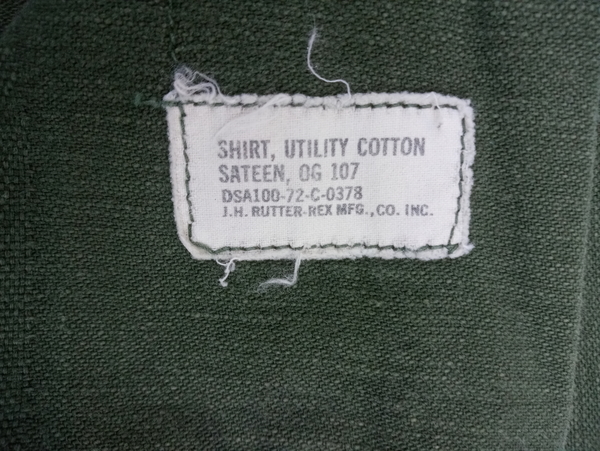 SHIRT, UTILITY COTTON
SATEEN, OG 107
DSA100-72-C-0378
J.H. RUTTER-REX MFG.,CO. INC.